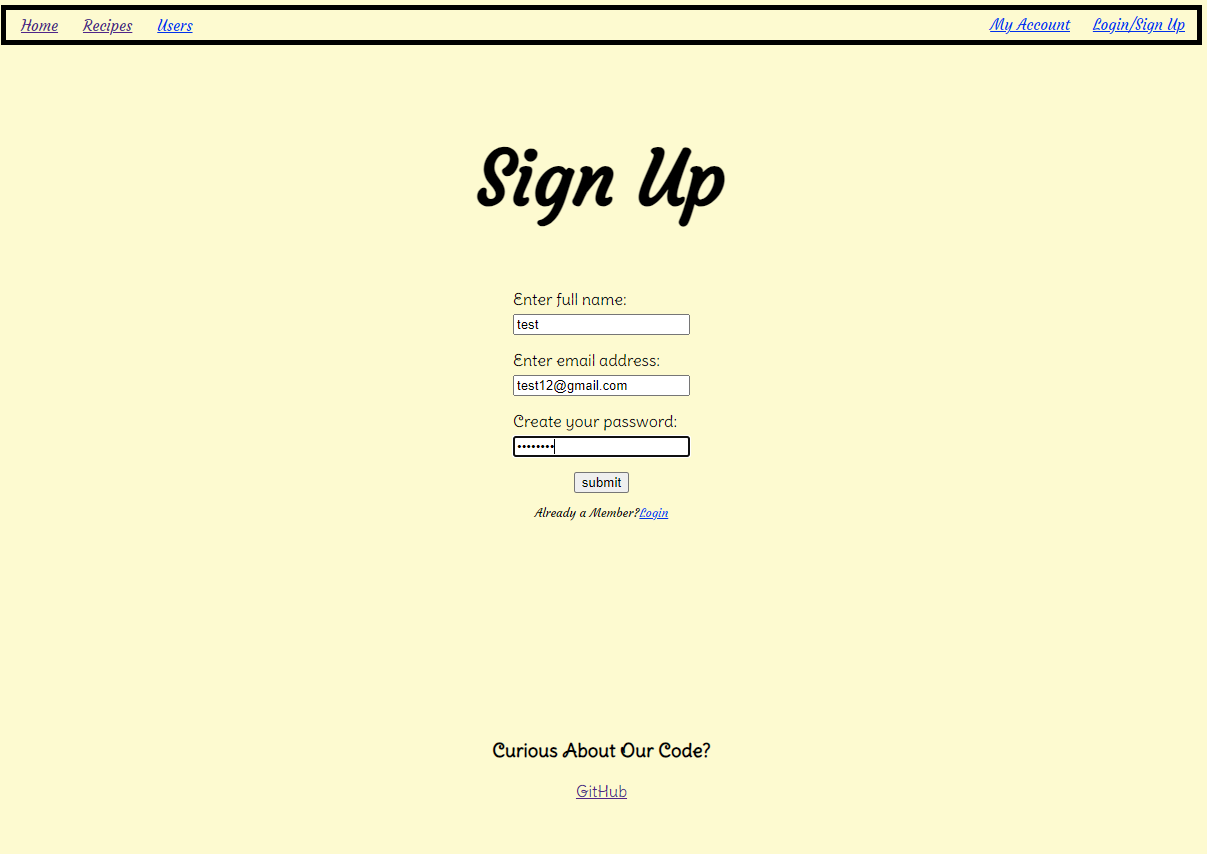 Home Recipes Users My Account Login/Sign Up
Sign Up
Enter full name:
test
Enter email address:
test12@gmail.com
Create your password:
••••••••
submit
Already a Member?Login
Curious About Our Code?
GitHub